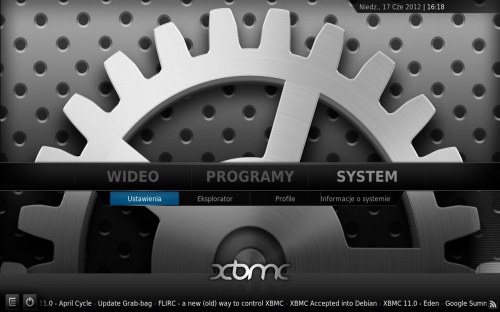 Niedz., 17 Cze 2012 | 16:18
WIDEO PROGRAMY SYSTEM
Ustawienia Eksplorator Profile Informacje o systemie
xbmc
11.0 - April Cycle · Update Grab-bag · FLIRC - a new (old) way to control XBMC · XBMC Accepted into Debian · XBMC 11.0 - Eden · Google Summ